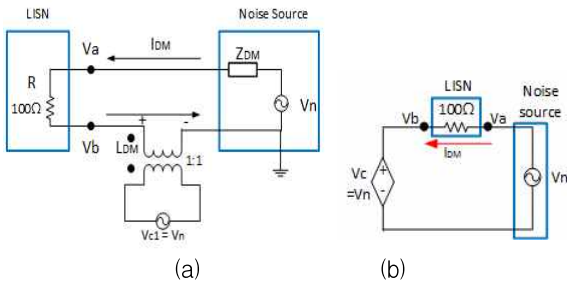 LISN
Noise Source
Va
IDM
ZDM
R
100Ω
Vn
+
-
Vb
LDM
1:1
Vc1 = Vn
(a)
LISN
Noise
source
Vb
100Ω
Va
IDM
Vc
=Vn
+
-
Vn
(b)